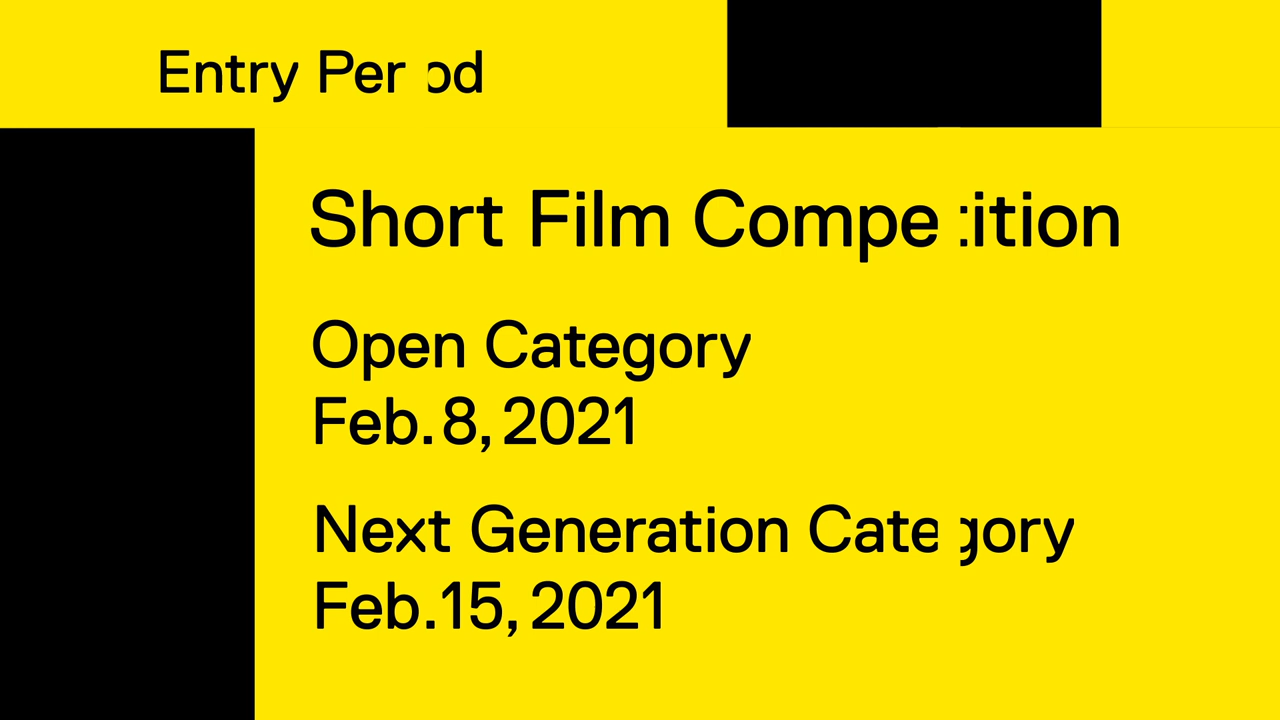 Entry Period
Short Film Competition
Open Category
Feb. 8, 2021
Next Generation Category
Feb. 15, 2021